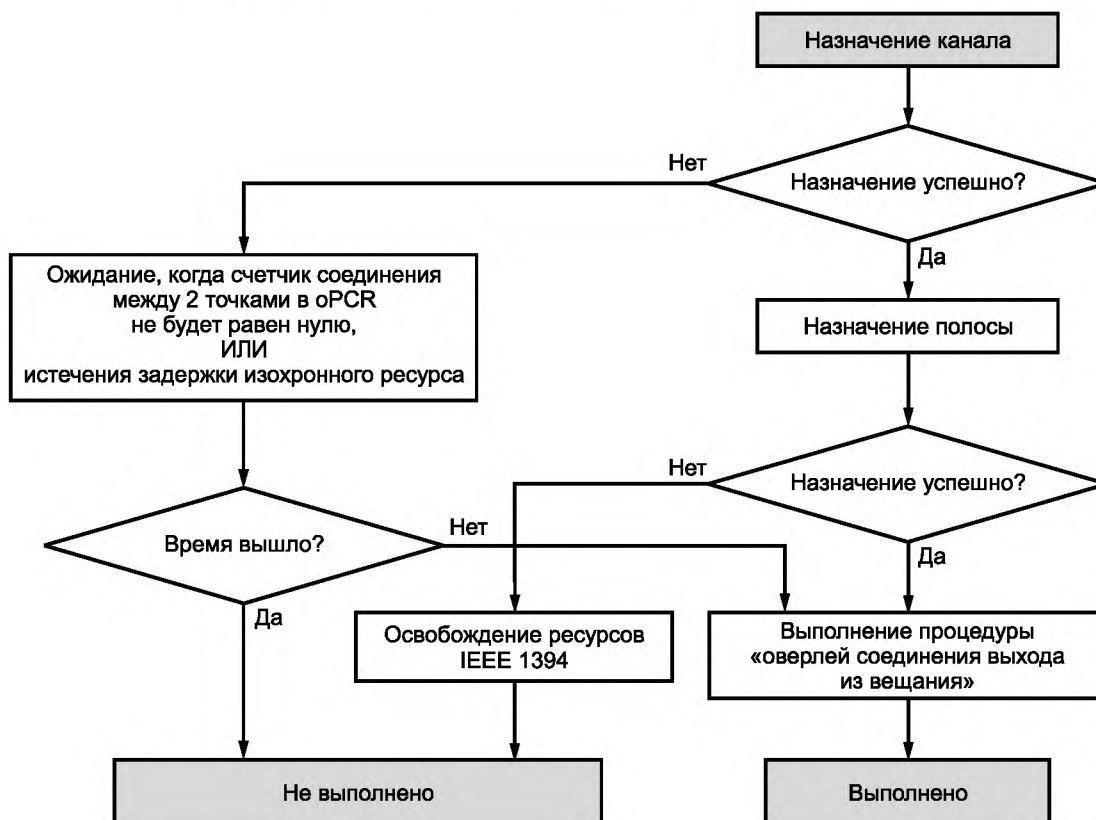 Назначение канала
Нет
Назначение успешно?
Да
Ожидание, когда счетчик соединения
между 2 точками в oPCR
не будет равен нулю,
ИЛИ
истечения задержки изохронного ресурса
Назначение полосы
Нет
Назначение успешно?
Время вышло?
Нет
Да
Да
Освобождение ресурсов
IEEE 1394
Выполнение процедуры
«оверлей соединения выхода
из вещания»
Не выполнено
Выполнено